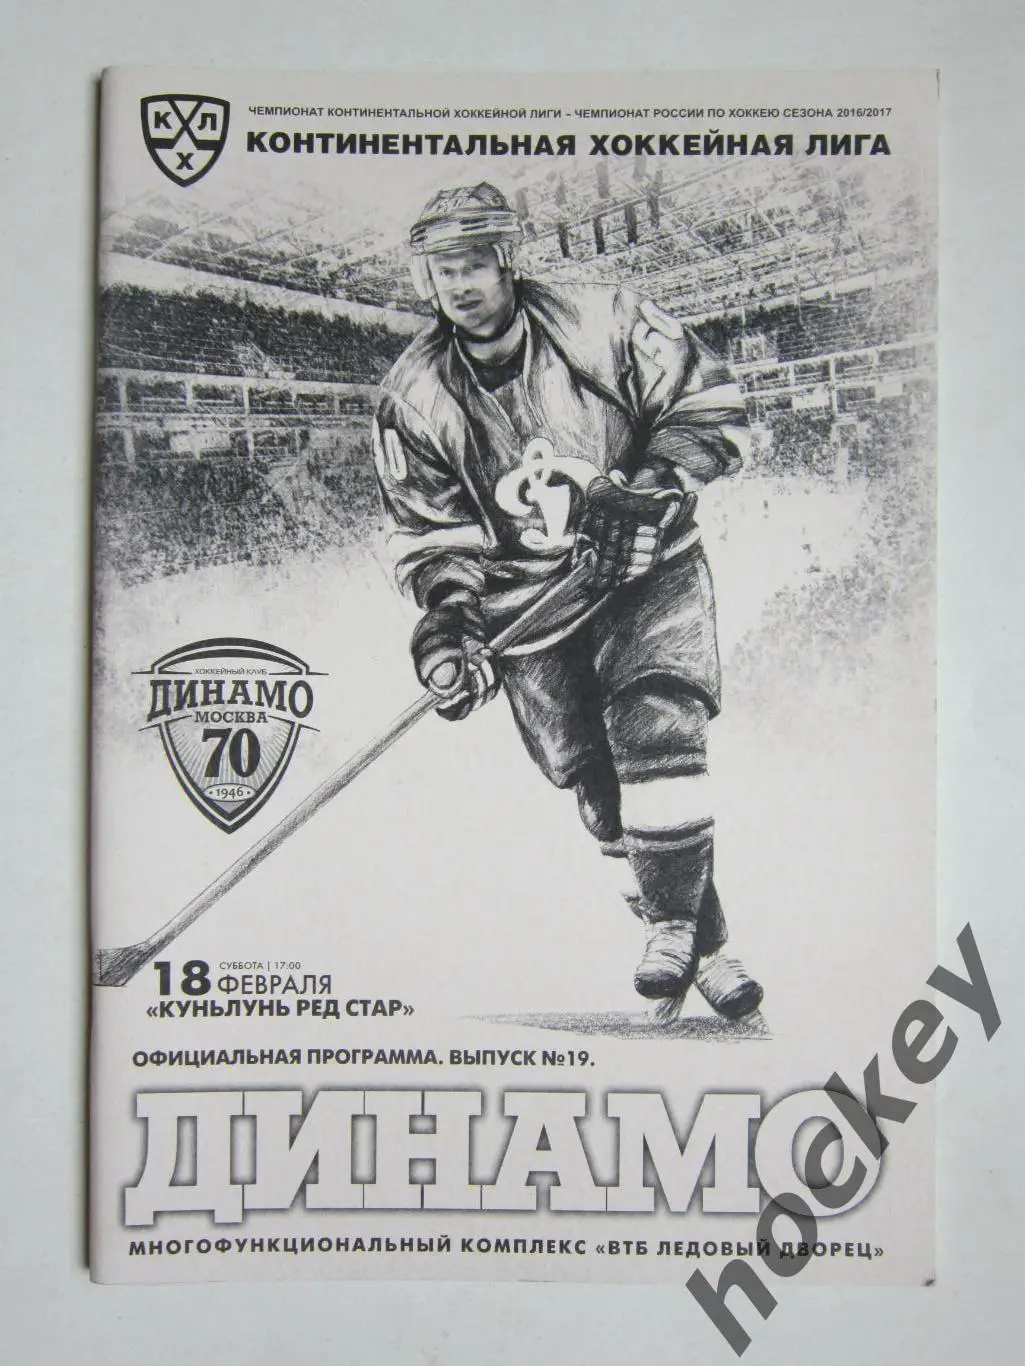 К Л
Х
ЧЕМПИОНАТ КОНТИНЕНТАЛЬНОЙ ХОККЕЙНОЙ ЛИГИ - ЧЕМПИОНАТ РОССИИ ПО ХОККЕЮ СЕЗОНА 2016/2017
КОНТИНЕНТАЛЬНАЯ ХОККЕЙНАЯ ЛИГА
ХОККЕЙНЫЙ КЛУБ
ДИНАМО
МОСКВА
70
· 1946 ·
18 СУББОТА | 17:00
ФЕВРАЛЯ
«КУНЬЛУНЬ РЕД СТАР»
ОФИЦИАЛЬНАЯ ПРОГРАММА. ВЫПУСК №19.
ДИНАМО
МНОГОФУНКЦИОНАЛЬНЫЙ КОМПЛЕКС «ВТБ ЛЕДОВЫЙ ДВОРЕЦ»
hockey